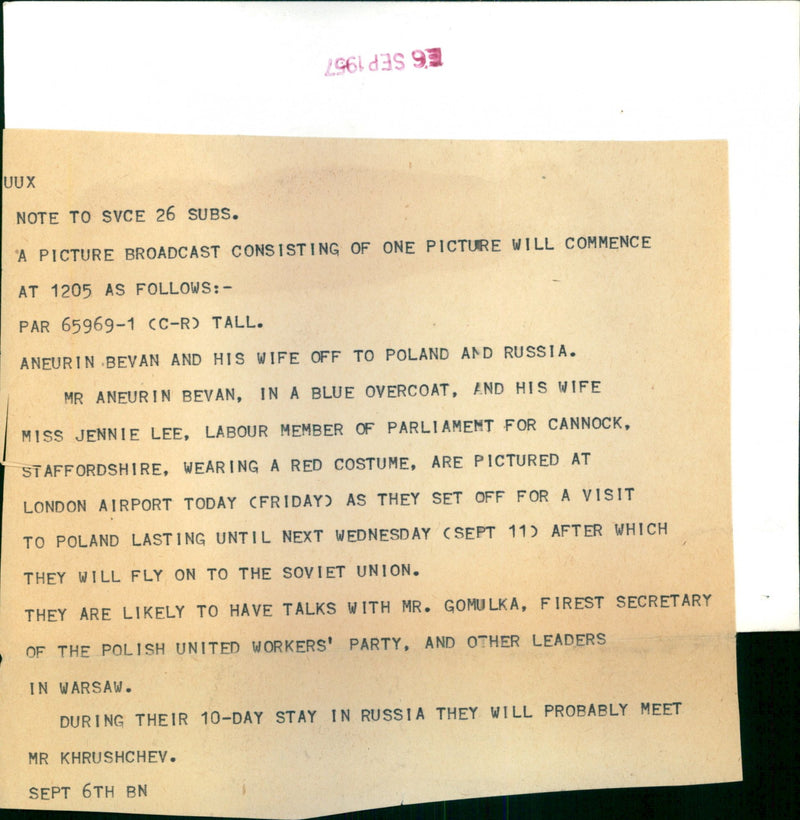 E6 SEP 1957
UUX
NOTE TO SVCE 26 SUBS.
A PICTURE BROADCAST CONSISTING OF ONE PICTURE WILL COMMENCE
AT 1205 AS FOLLOWS:-
PAR 65969-1 (C-R) TALL.
ANEURIN BEVAN AND HIS WIFE OFF TO POLAND AND RUSSIA.
MR ANEURIN BEVAN, IN A BLUE OVERCOAT, AND HIS WIFE
MISS JENNIE LEE, LABOUR MEMBER OF PARLIAMENT FOR CANNOCK,
STAFFORDSHIRE, WEARING A RED COSTUME, ARE PICTURED AT
LONDON AIRPORT TODAY (FRIDAY) AS THEY SET OFF FOR A VISIT
TO POLAND LASTING UNTIL NEXT WEDNESDAY (SEPT 11) AFTER WHICH
THEY WILL FLY ON TO THE SOVIET UNION.
THEY ARE LIKELY TO HAVE TALKS WITH MR. GOMULKA, FIREST SECRETARY
OF THE POLISH UNITED WORKERS' PARTY, AND OTHER LEADERS
IN WARSAW.
DURING THEIR 10-DAY STAY IN RUSSIA THEY WILL PROBABLY MEET
MR KHRUSHCHEV.
SEPT 6TH BN